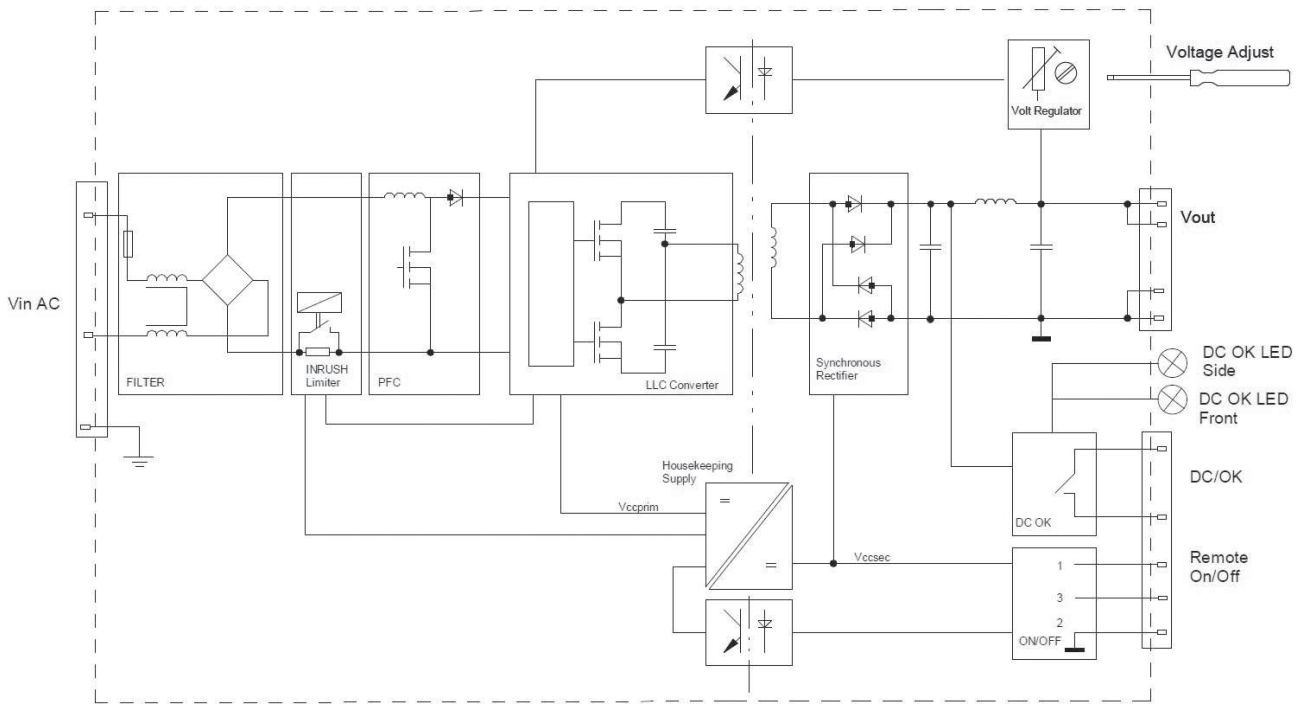 Voltage Adjust
Volt Regulator
Vin AC
FILTER
INRUSH
Limiter
PFC
LLC Converter
Synchronous
Rectifier
Vout
DC OK LED
Side
DC OK LED
Front
Housekeeping
Supply
Vccprim
Vccsec
DC OK
DC/OK
1
3
2
ON/OFF
Remote
On/Off